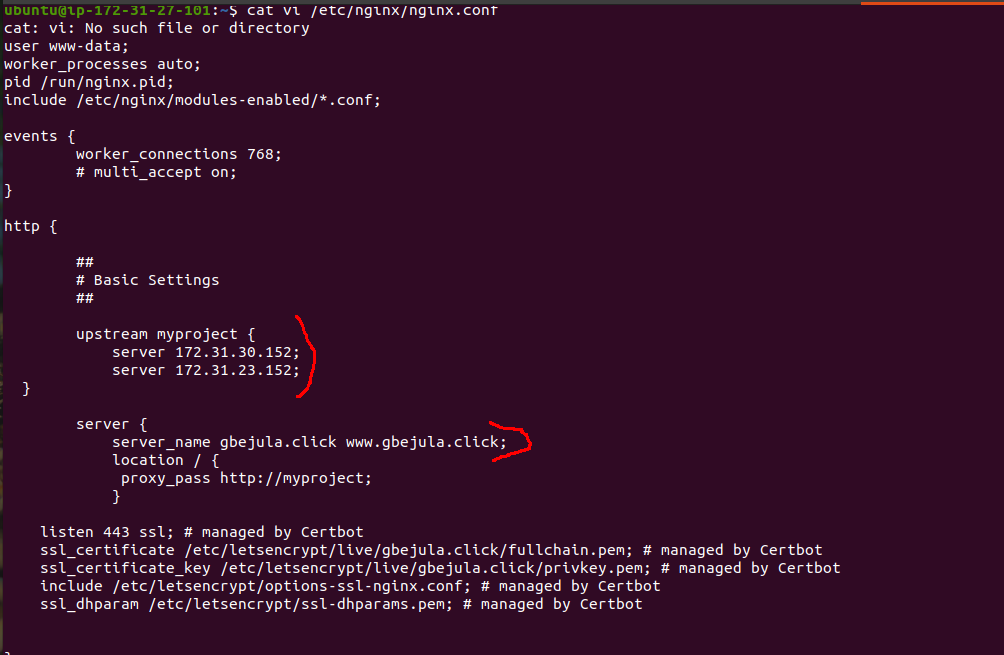 ubuntu@ip-172-31-27-101:~$ cat vi /etc/nginx/nginx.conf
cat: vi: No such file or directory
user www-data;
worker_processes auto;
pid /run/nginx.pid;
include /etc/nginx/modules-enabled/*.conf;
events {
worker_connections 768;
# multi_accept on;
}
http {
##
# Basic Settings
##
upstream myproject {
server 172.31.30.152;
server 172.31.23.152;
}
server {
server_name gbejula.click www.gbejula.click;
location / {
proxy_pass http://myproject;
}
listen 443 ssl; # managed by Certbot
ssl_certificate /etc/letsencrypt/live/gbejula.click/fullchain.pem; # managed by Certbot
ssl_certificate_key /etc/letsencrypt/live/gbejula.click/privkey.pem; # managed by Certbot
include /etc/letsencrypt/options-ssl-nginx.conf; # managed by Certbot
ssl_dhparam /etc/letsencrypt/ssl-dhparams.pem; # managed by Certbot